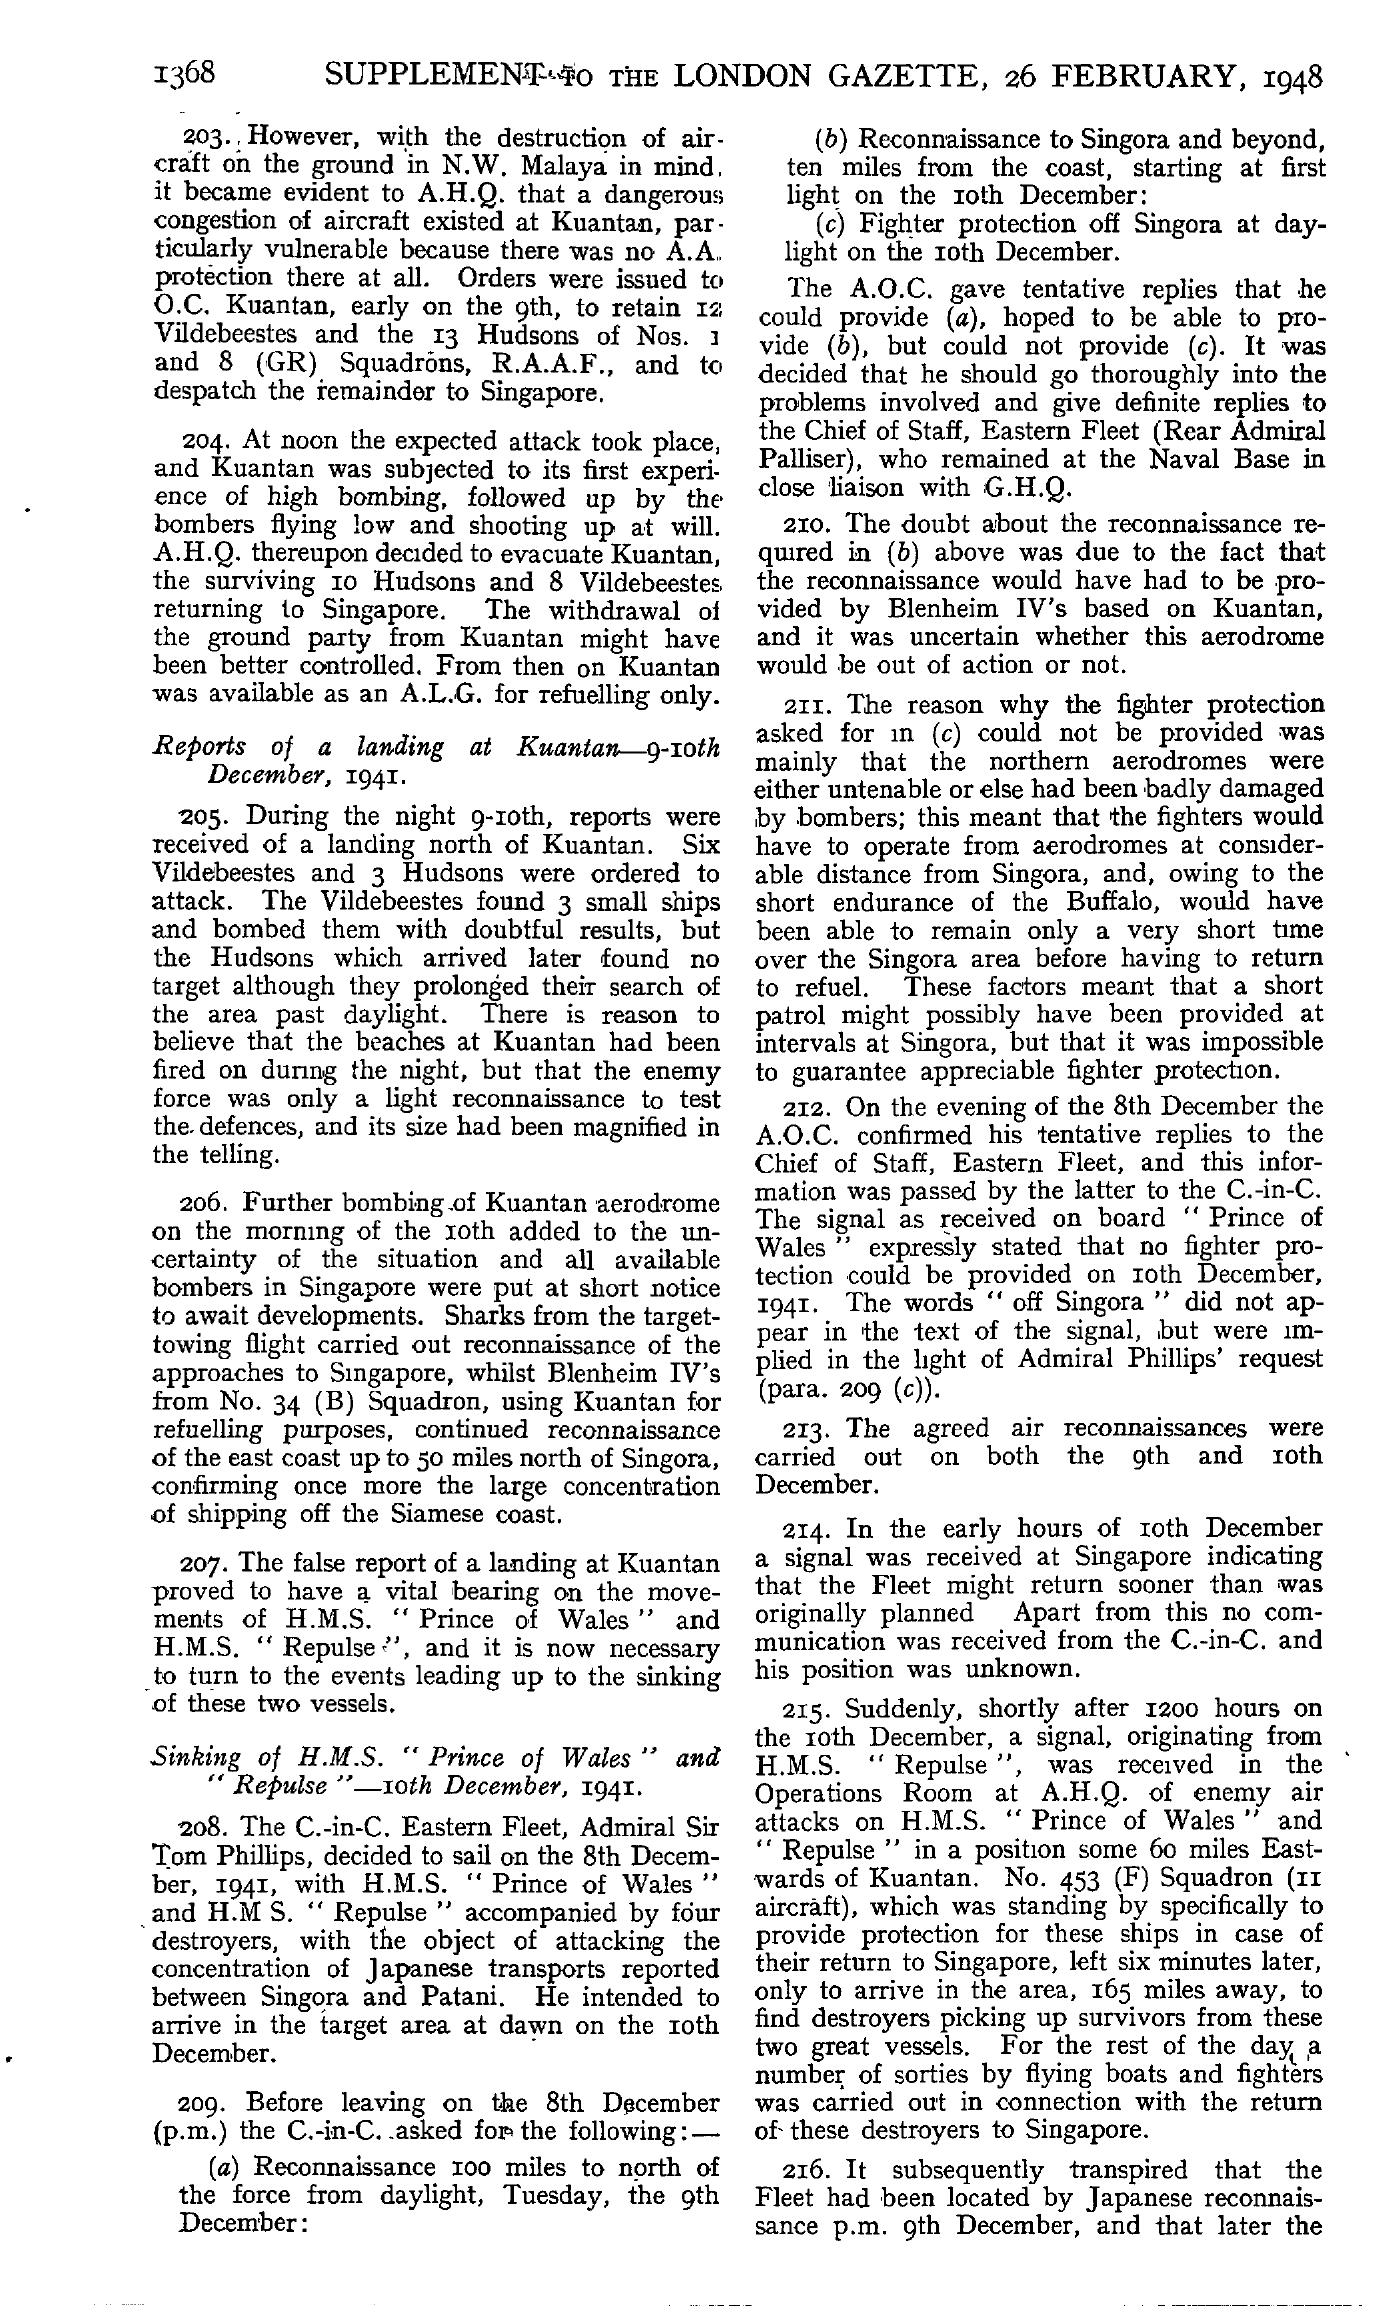 1368 SUPPLEMENT TO THE LONDON GAZETTE, 26 FEBRUARY, 1948
203. However, with the destruction of air-
craft on the ground in N.W. Malaya in mind,
it became evident to A.H.Q. that a dangerous
congestion of aircraft existed at Kuantan, par-
ticularly vulnerable because there was no A.A.
protection there at all. Orders were issued to
O.C. Kuantan, early on the 9th, to retain 12
Vildebeestes and the 13 Hudsons of Nos. 1
and 8 (GR) Squadrons, R.A.A.F., and to
despatch the remainder to Singapore.
204. At noon the expected attack took place,
and Kuantan was subjected to its first experi-
ence of high bombing, followed up by the
bombers flying low and shooting up at will.
A.H.Q. thereupon decided to evacuate Kuantan,
the surviving 10 Hudsons and 8 Vildebeestes
returning to Singapore. The withdrawal of
the ground party from Kuantan might have
been better controlled. From then on Kuantan
was available as an A.L.G. for refuelling only.
Reports of a landing at Kuantan—9-10th
December, 1941.
205. During the night 9-10th, reports were
received of a landing north of Kuantan. Six
Vildebeestes and 3 Hudsons were ordered to
attack. The Vildebeestes found 3 small ships
and bombed them with doubtful results, but
the Hudsons which arrived later found no
target although they prolonged their search of
the area past daylight. There is reason to
believe that the beaches at Kuantan had been
fired on during the night, but that the enemy
force was only a light reconnaissance to test
the defences, and its size had been magnified in
the telling.
206. Further bombing of Kuantan aerodrome
on the morning of the 10th added to the un-
certainty of the situation and all available
bombers in Singapore were put at short notice
to await developments. Sharks from the target-
towing flight carried out reconnaissance of the
approaches to Singapore, whilst Blenheim IV's
from No. 34 (B) Squadron, using Kuantan for
refuelling purposes, continued reconnaissance
of the east coast up to 50 miles north of Singora,
confirming once more the large concentration
of shipping off the Siamese coast.
207. The false report of a landing at Kuantan
proved to have a vital bearing on the move-
ments of H.M.S. "Prince of Wales" and
H.M.S. "Repulse", and it is now necessary
to turn to the events leading up to the sinking
of these two vessels.
Sinking of H.M.S. "Prince of Wales" and
"Repulse"—10th December, 1941.
208. The C.-in-C. Eastern Fleet, Admiral Sir
Tom Phillips, decided to sail on the 8th Decem-
ber, 1941, with H.M.S. "Prince of Wales"
and H.M S. "Repulse" accompanied by four
destroyers, with the object of attacking the
concentration of Japanese transports reported
between Singora and Patani. He intended to
arrive in the target area at dawn on the 10th
December.
209. Before leaving on the 8th December
(p.m.) the C.-in-C. asked for the following:—
(a) Reconnaissance 100 miles to north of
the force from daylight, Tuesday, the 9th
December:
(b) Reconnaissance to Singora and beyond,
ten miles from the coast, starting at first
light on the 10th December:
(c) Fighter protection off Singora at day-
light on the 10th December.
The A.O.C. gave tentative replies that he
could provide (a), hoped to be able to pro-
vide (b), but could not provide (c). It was
decided that he should go thoroughly into the
problems involved and give definite replies to
the Chief of Staff, Eastern Fleet (Rear Admiral
Palliser), who remained at the Naval Base in
close liaison with G.H.Q.
210. The doubt about the reconnaissance re-
quired in (b) above was due to the fact that
the reconnaissance would have had to be pro-
vided by Blenheim IV's based on Kuantan,
and it was uncertain whether this aerodrome
would be out of action or not.
211. The reason why the fighter protection
asked for in (c) could not be provided was
mainly that the northern aerodromes were
either untenable or else had been badly damaged
by bombers; this meant that the fighters would
have to operate from aerodromes at consider-
able distance from Singora, and, owing to the
short endurance of the Buffalo, would have
been able to remain only a very short time
over the Singora area before having to return
to refuel. These factors meant that a short
patrol might possibly have been provided at
intervals at Singora, but that it was impossible
to guarantee appreciable fighter protection.
212. On the evening of the 8th December the
A.O.C. confirmed his tentative replies to the
Chief of Staff, Eastern Fleet, and this infor-
mation was passed by the latter to the C.-in-C.
The signal as received on board "Prince of
Wales" expressly stated that no fighter pro-
tection could be provided on 10th December,
1941. The words "off Singora" did not ap-
pear in the text of the signal, but were im-
plied in the light of Admiral Phillips' request
(para. 209 (c)).
213. The agreed air reconnaissances were
carried out on both the 9th and 10th
December.
214. In the early hours of 10th December
a signal was received at Singapore indicating
that the Fleet might return sooner than was
originally planned Apart from this no com-
munication was received from the C.-in-C. and
his position was unknown.
215. Suddenly, shortly after 1200 hours on
the 10th December, a signal, originating from
H.M.S. "Repulse", was received in the
Operations Room at A.H.Q. of enemy air
attacks on H.M.S. "Prince of Wales" and
"Repulse" in a position some 60 miles East-
wards of Kuantan. No. 453 (F) Squadron (11
aircraft), which was standing by specifically to
provide protection for these ships in case of
their return to Singapore, left six minutes later,
only to arrive in the area, 165 miles away, to
find destroyers picking up survivors from these
two great vessels. For the rest of the day, a
number of sorties by flying boats and fighters
was carried out in connection with the return
of these destroyers to Singapore.
216. It subsequently transpired that the
Fleet had been located by Japanese reconnais-
sance p.m. 9th December, and that later the